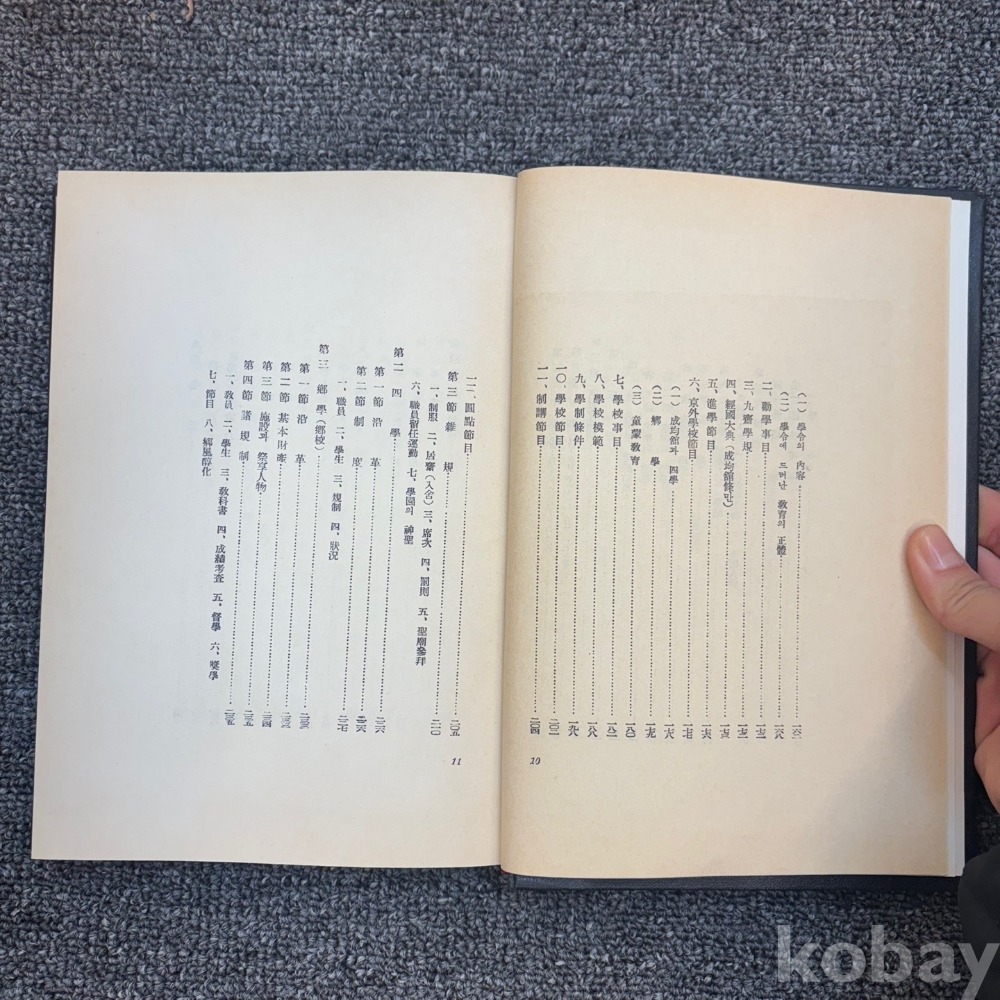 (一) 學令의 內容
(二) 學令에 드러난 敎育의 正體
二、勸學事目
三、九齋學規
四、經國大典(成均館條만)
五、進學節目
六、京外學校節目
(一) 成均館과 四學
(二) 鄕 學
(三) 童蒙敎育
七、學校事目
八、學校模範
九、學制條件
一〇、學校節目
一一、制講節目
10
一二、圓點節目
第三節 雜 規
一、制服 二、居齋(入舍) 三、席次 四、罰則 五、聖廟參拜
六、職員留任運動 七、學園의 神聖
第二 四 學
第一節 沿 革
第二節 制 度
一、職員 二、學生 三、規制 四、狀況
第三 鄕 學(鄕校)
第一節 沿 革
第二節 基本財産
第三節 施設과 祭享人物
第四節 諸 規 制
一、敎員 二、學生 三、敎科書 四、成績考査 五、督學 六、獎學
七、節目 八、鄕風醇化
11
kobay